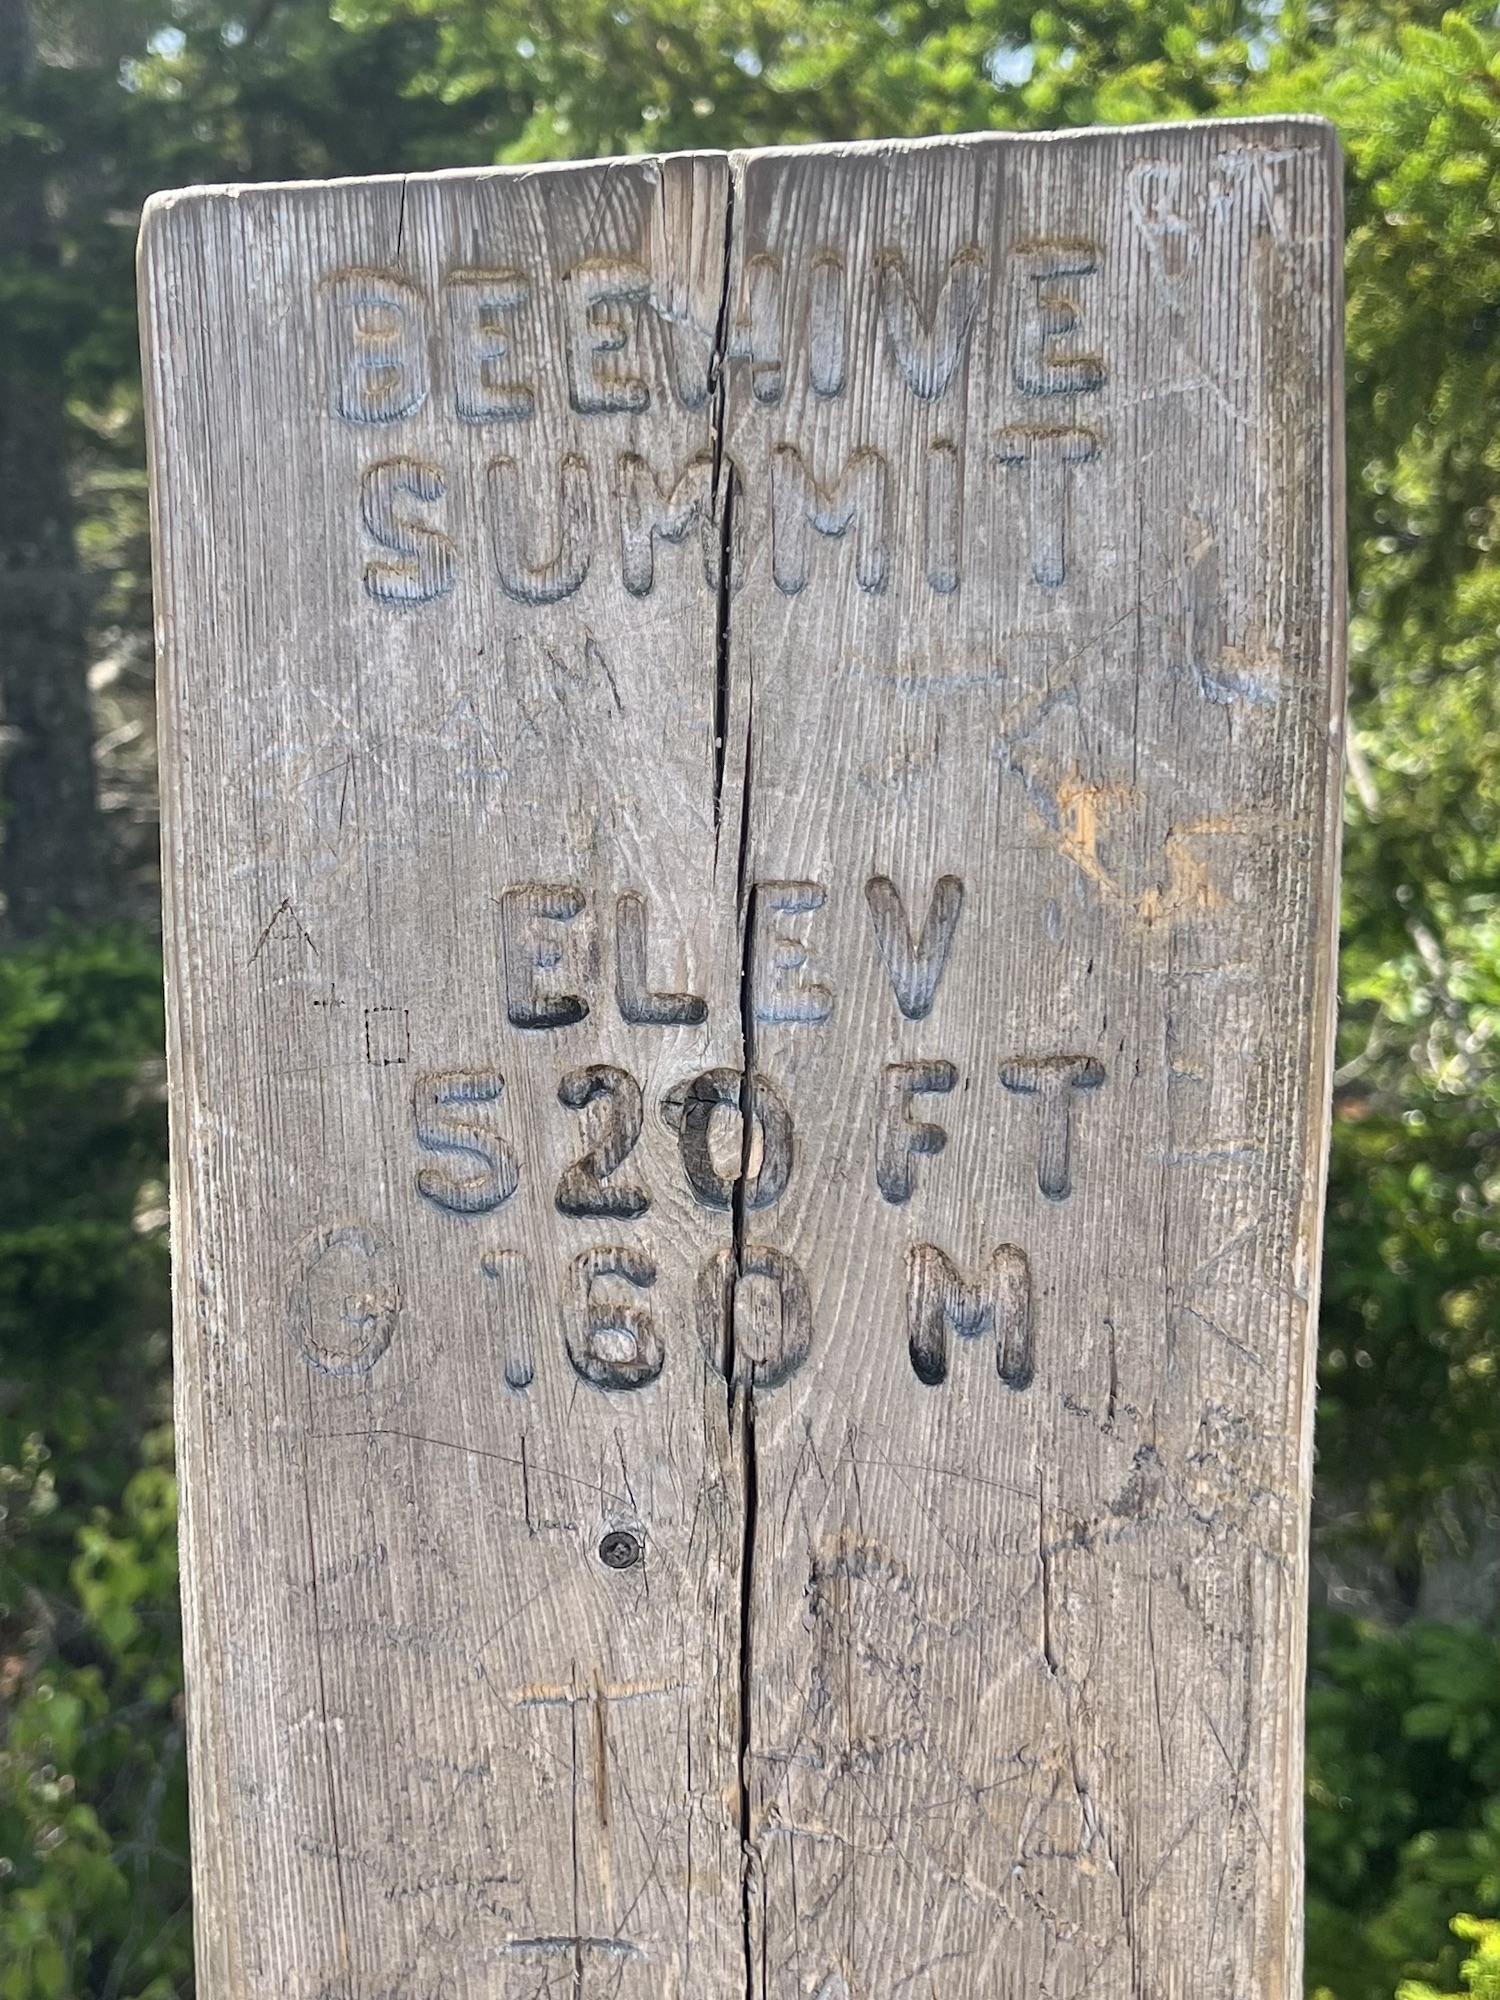 BEEHIVE
SUMMIT
ELEV
520 FT
160 M